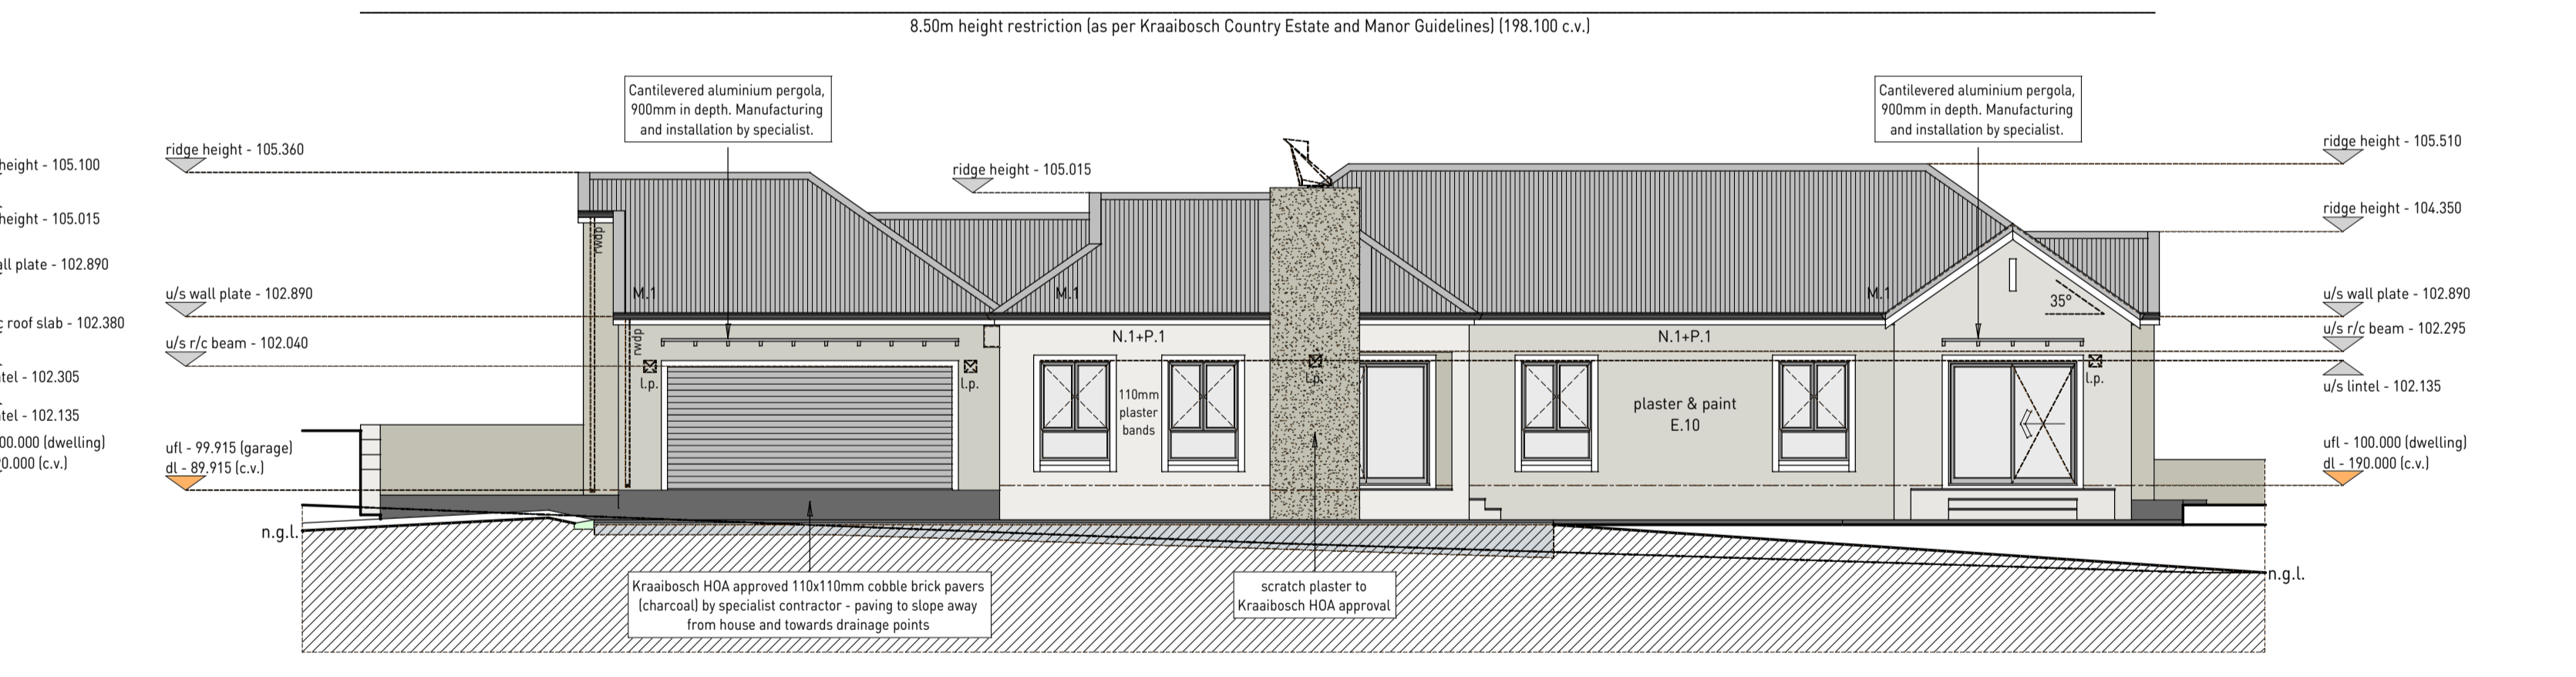 8.50m height restriction (as per Kraaibosch Country Estate and Manor Guidelines) (198.100 c.v.)
Cantilevered aluminium pergola,
900mm in depth. Manufacturing
and installation by specialist.
Cantilevered aluminium pergola,
900mm in depth. Manufacturing
and installation by specialist.
height - 105.100
height - 105.015
all plate - 102.890
c roof slab - 102.380
tel - 102.305
tel - 102.135
00.000 (dwelling)
0.000 (c.v.)
ridge height - 105.360
u/s wall plate - 102.890
u/s r/c beam - 102.040
ufl - 99.915 (garage)
dl - 89.915 (c.v.)
ridge height - 105.015
ridge height - 105.510
ridge height - 104.350
u/s wall plate - 102.890
u/s r/c beam - 102.295
u/s lintel - 102.135
ufl - 100.000 (dwelling)
dl - 190.000 (c.v.)
rwdp
rwdp
M.1
M.1
M.1
35°
N.1+P.1
N.1+P.1
l.p.
l.p.
l.p.
l.p.
110mm
plaster
bands
plaster & paint
E.10
n.g.l.
n.g.l.
Kraaibosch HOA approved 110x110mm cobble brick pavers
(charcoal) by specialist contractor - paving to slope away
from house and towards drainage points
scratch plaster to
Kraaibosch HOA approval